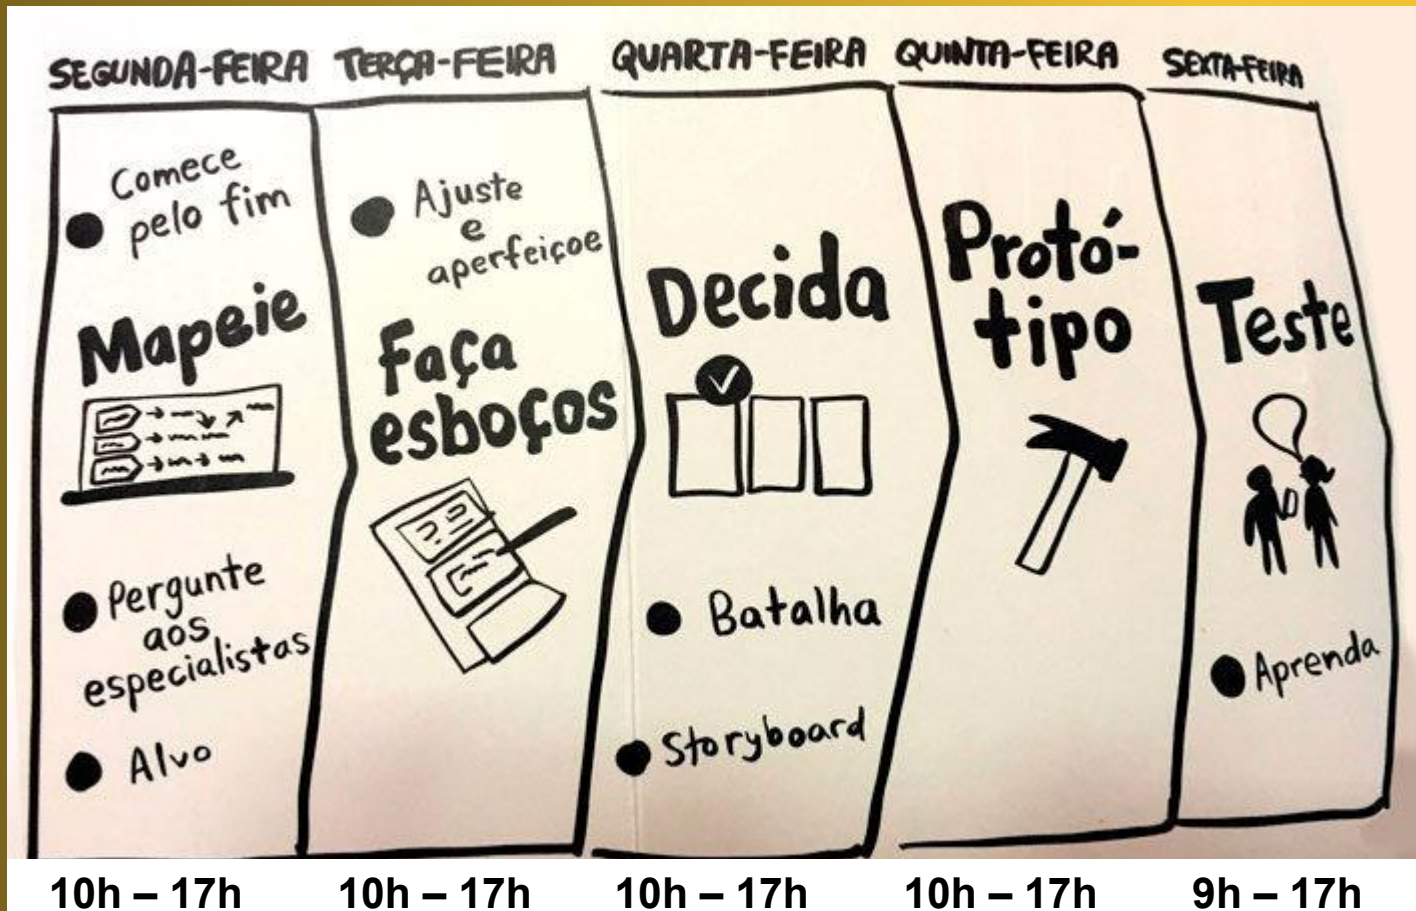 SEGUNDA-FEIRA
Comece
pelo fim
Mapeie
Pergunte
aos
especialistas
Alvo
10h – 17h
TERÇA-FEIRA
Ajuste
e
aperfeiçoe
Faça
esboços
10h – 17h
QUARTA-FEIRA
Decida
Batalha
Storyboard
10h – 17h
QUINTA-FEIRA
Protó-
tipo
10h – 17h
SEXTA-FEIRA
Teste
Aprenda
9h – 17h